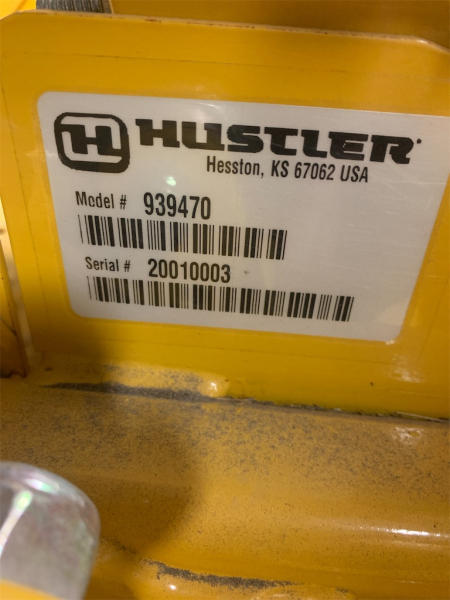 H HUSTLER
Hesston, KS 67062 USA
Model # 939470
Serial # 20010003